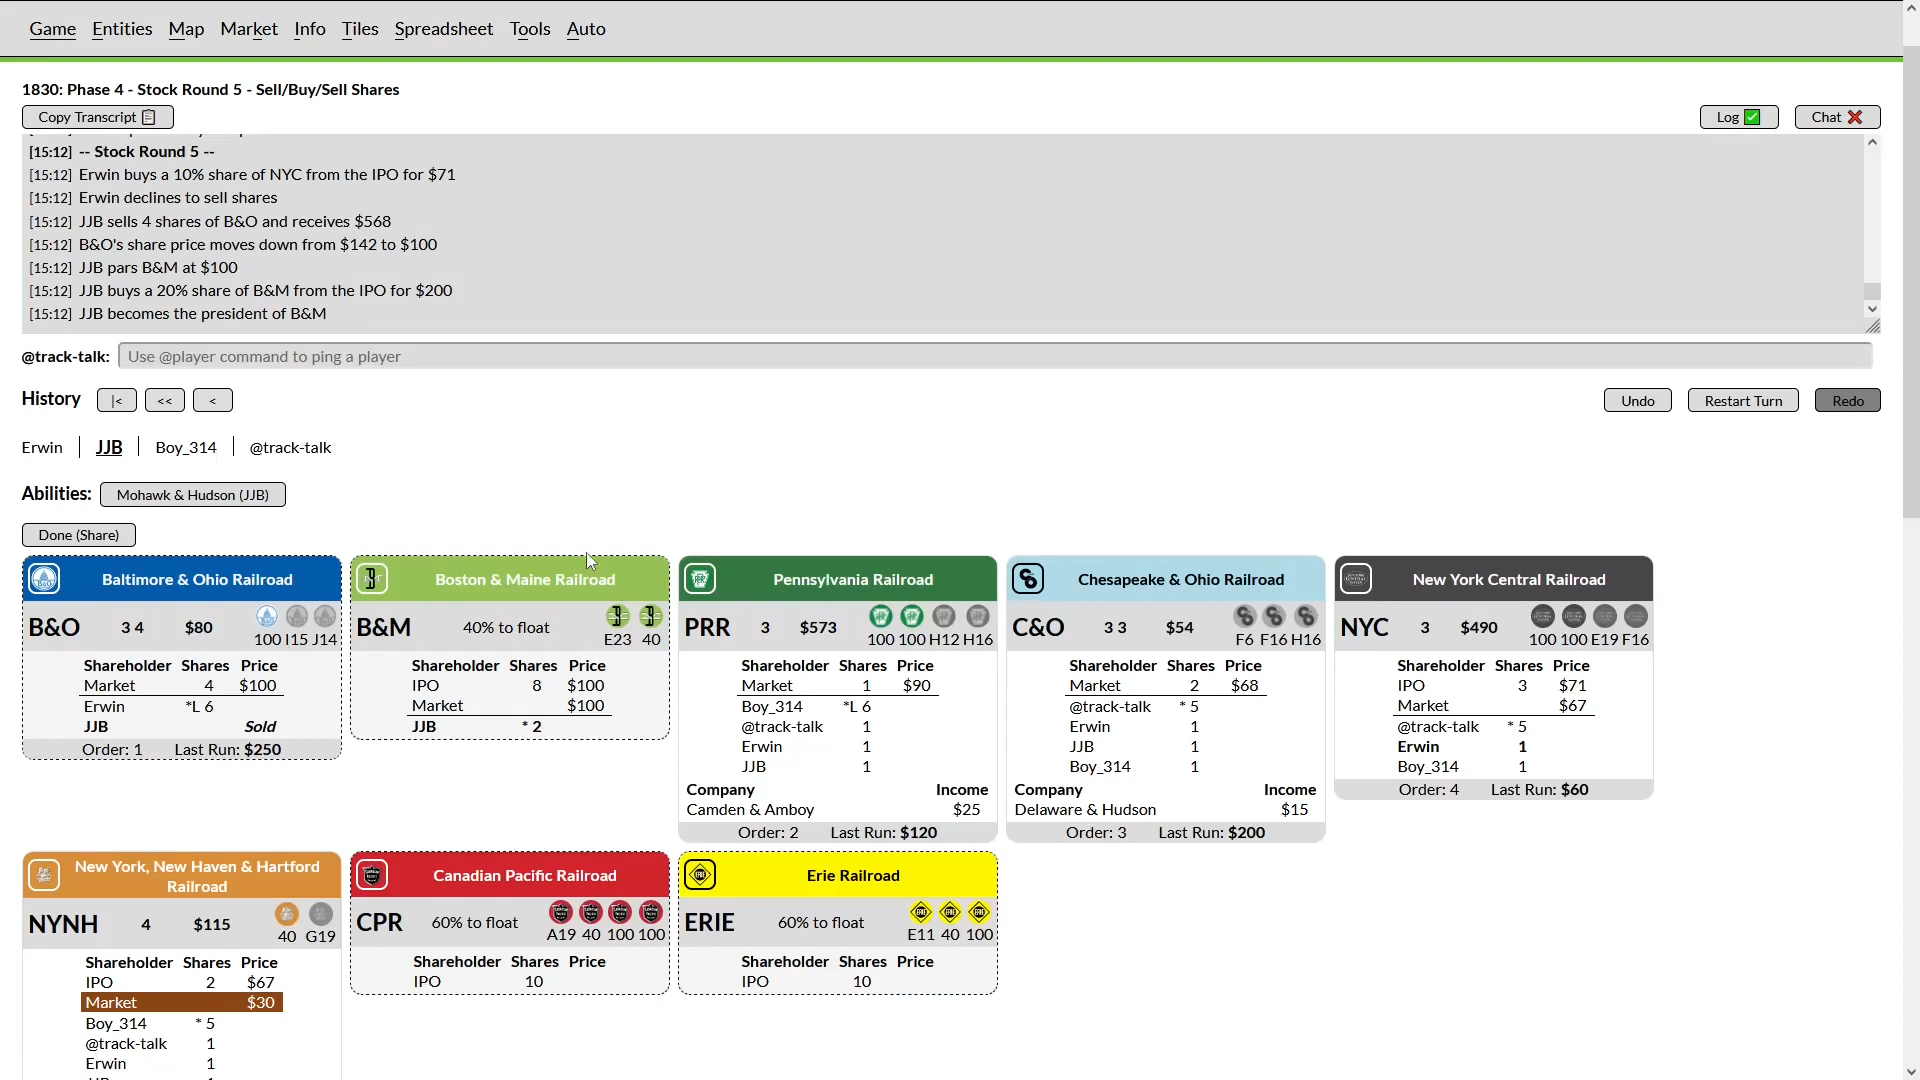 Game Entities Map Market Info Tiles Spreadsheet Tools Auto
1830: Phase 4 - Stock Round 5 - Sell/Buy/Sell Shares
Copy Transcript 📋 Log ✅ Chat ❌
[15:12] -- Stock Round 5 --
[15:12] Erwin buys a 10% share of NYC from the IPO for $71
[15:12] Erwin declines to sell shares
[15:12] JJB sells 4 shares of B&O and receives $568
[15:12] B&O's share price moves down from $142 to $100
[15:12] JJB pars B&M at $100
[15:12] JJB buys a 20% share of B&M from the IPO for $200
[15:12] JJB becomes the president of B&M
@track-talk: Use @player command to ping a player
History |< << < Undo Restart Turn Redo
Erwin JJB Boy_314 @track-talk
Abilities: Mohawk & Hudson (JJB)
Done (Share)
Baltimore & Ohio Railroad
B&O 3 4 $80 100 I15 J14
Shareholder Shares Price
Market 4 $100
Erwin *L 6
JJB Sold
Order: 1 Last Run: $250
Boston & Maine Railroad
B&M 40% to float E23 40
Shareholder Shares Price
IPO 8 $100
Market $100
JJB * 2
Pennsylvania Railroad
PRR 3 $573 100 100 H12 H16
Shareholder Shares Price
Market 1 $90
Boy_314 *L 6
@track-talk 1
Erwin 1
JJB 1
Company Income
Camden & Amboy $25
Order: 2 Last Run: $120
Chesapeake & Ohio Railroad
C&O 3 3 $54 F6 F16 H16
Shareholder Shares Price
Market 2 $68
@track-talk * 5
Erwin 1
JJB 1
Boy_314 1
Company Income
Delaware & Hudson $15
Order: 3 Last Run: $200
New York Central Railroad
NYC 3 $490 100 100 E19 F16
Shareholder Shares Price
IPO 3 $71
Market $67
@track-talk * 5
Erwin 1
Boy_314 1
Order: 4 Last Run: $60
New York, New Haven & Hartford
Railroad
NYNH 4 $115 40 G19
Shareholder Shares Price
IPO 2 $67
Market $30
Boy_314 * 5
@track-talk 1
Erwin 1
Canadian Pacific Railroad
CPR 60% to float A19 40 100 100
Shareholder Shares Price
IPO 10
Erie Railroad
ERIE 60% to float E11 40 100
Shareholder Shares Price
IPO 10